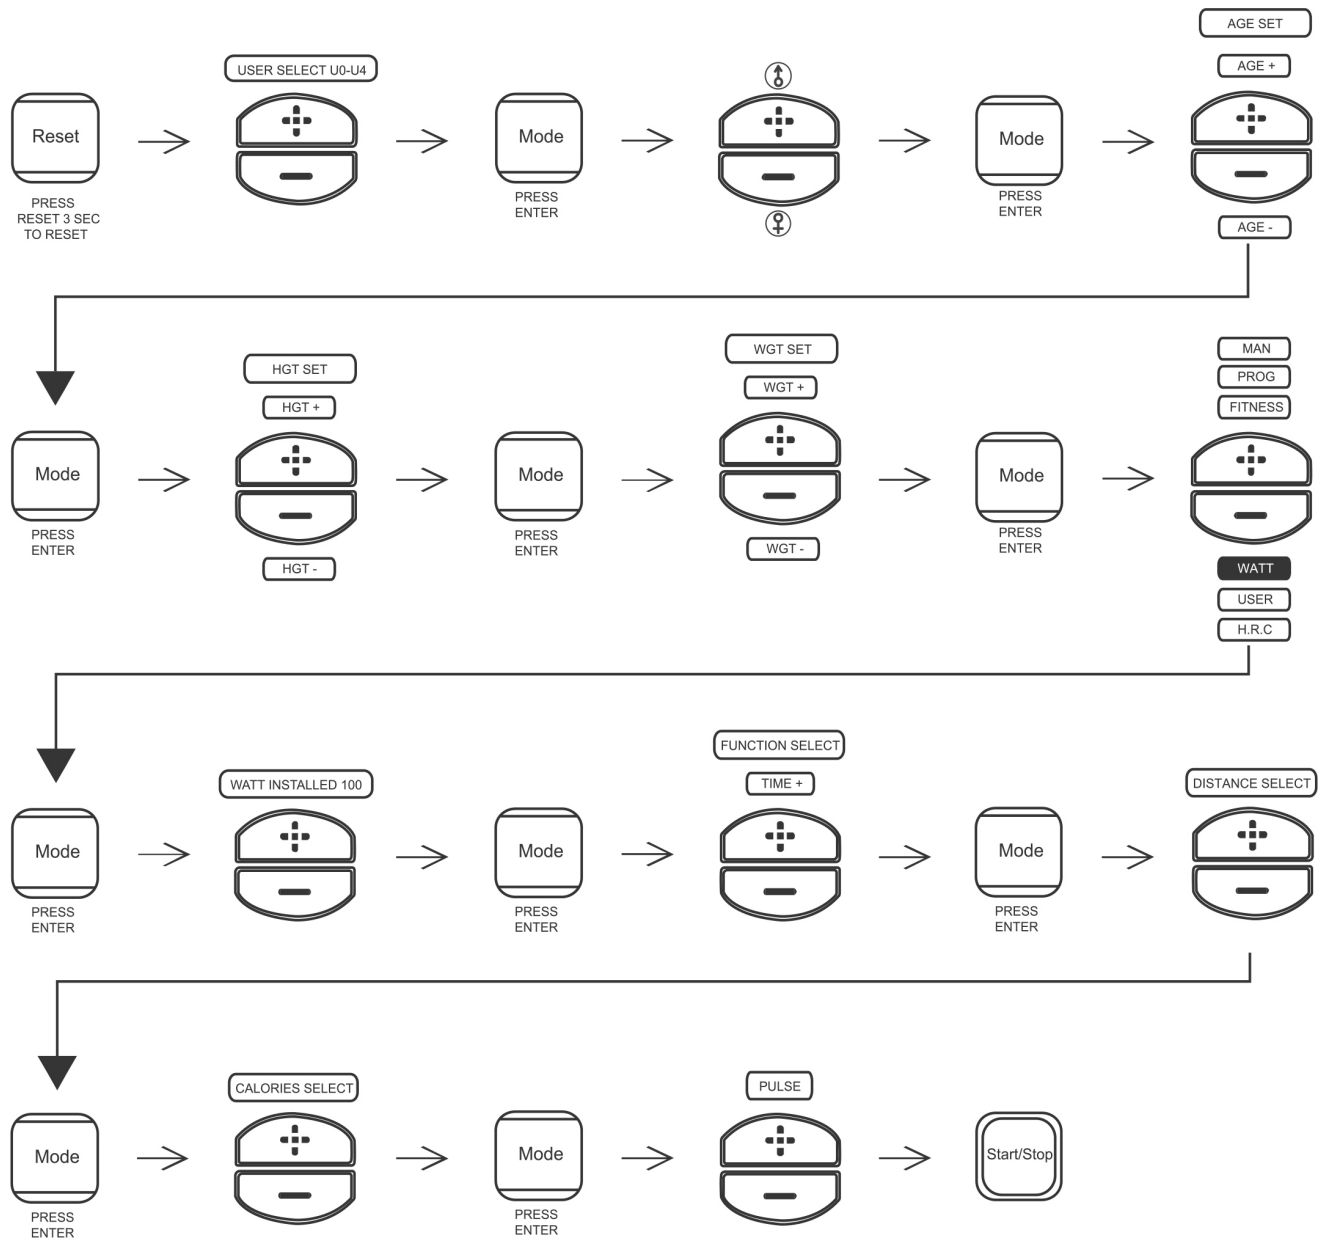 AGE SET
USER SELECT U0-U4
AGE +
Reset
Mode
Mode
PRESS
RESET 3 SEC
TO RESET
PRESS
ENTER
PRESS
ENTER
AGE -
HGT SET
HGT +
WGT SET
WGT +
MAN
PROG
FITNESS
Mode
Mode
Mode
PRESS
ENTER
PRESS
ENTER
PRESS
ENTER
HGT -
WGT -
WATT
USER
H.R.C
WATT INSTALLED 100
FUNCTION SELECT
TIME +
DISTANCE SELECT
Mode
Mode
Mode
PRESS
ENTER
PRESS
ENTER
PRESS
ENTER
CALORIES SELECT
PULSE
Mode
Mode
Start/Stop
PRESS
ENTER
PRESS
ENTER